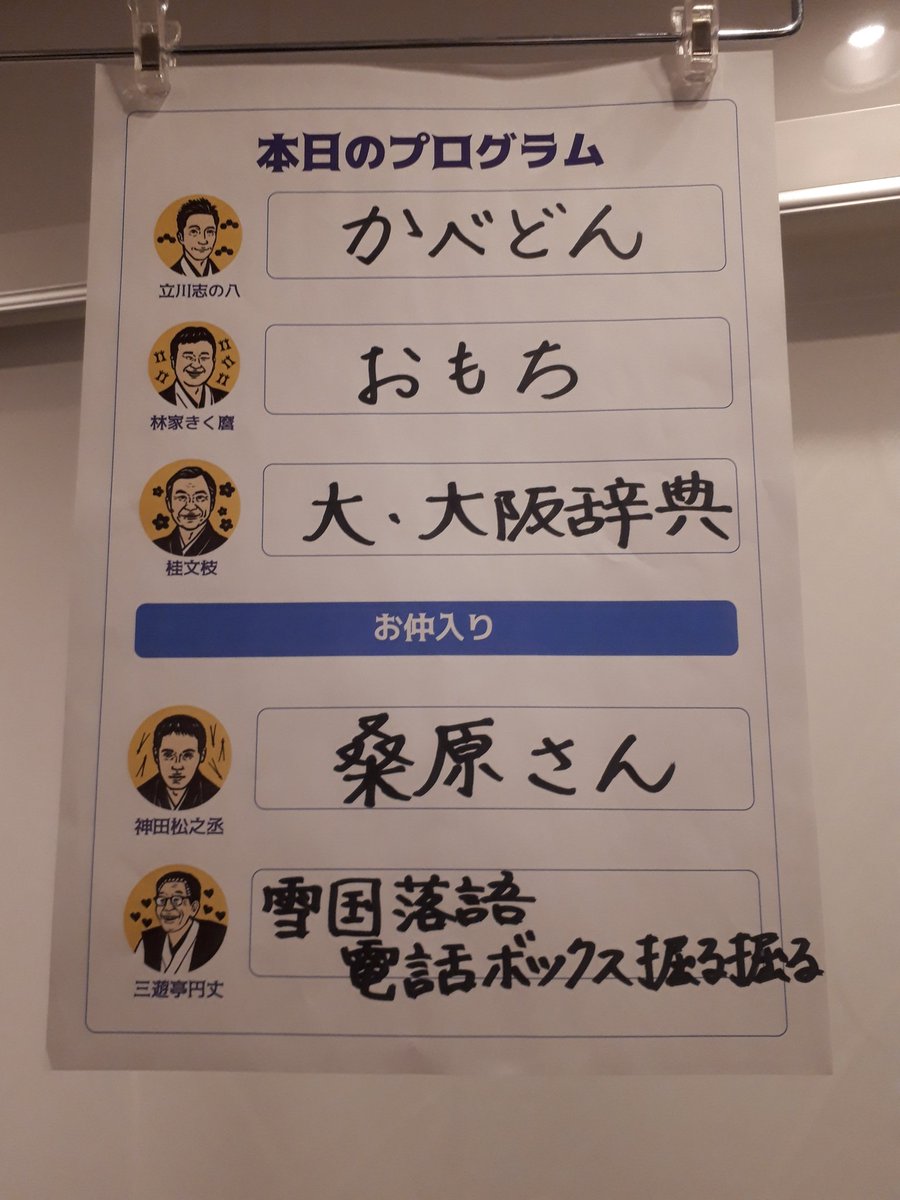 本日のプログラム
かべどん
立川志の八
おもち
林家きく麿
大・大阪辞典
桂文枝
お仲入り
桑原さん
神田松之丞
雪国落語
電話ボックス掘る掘る
三遊亭円丈